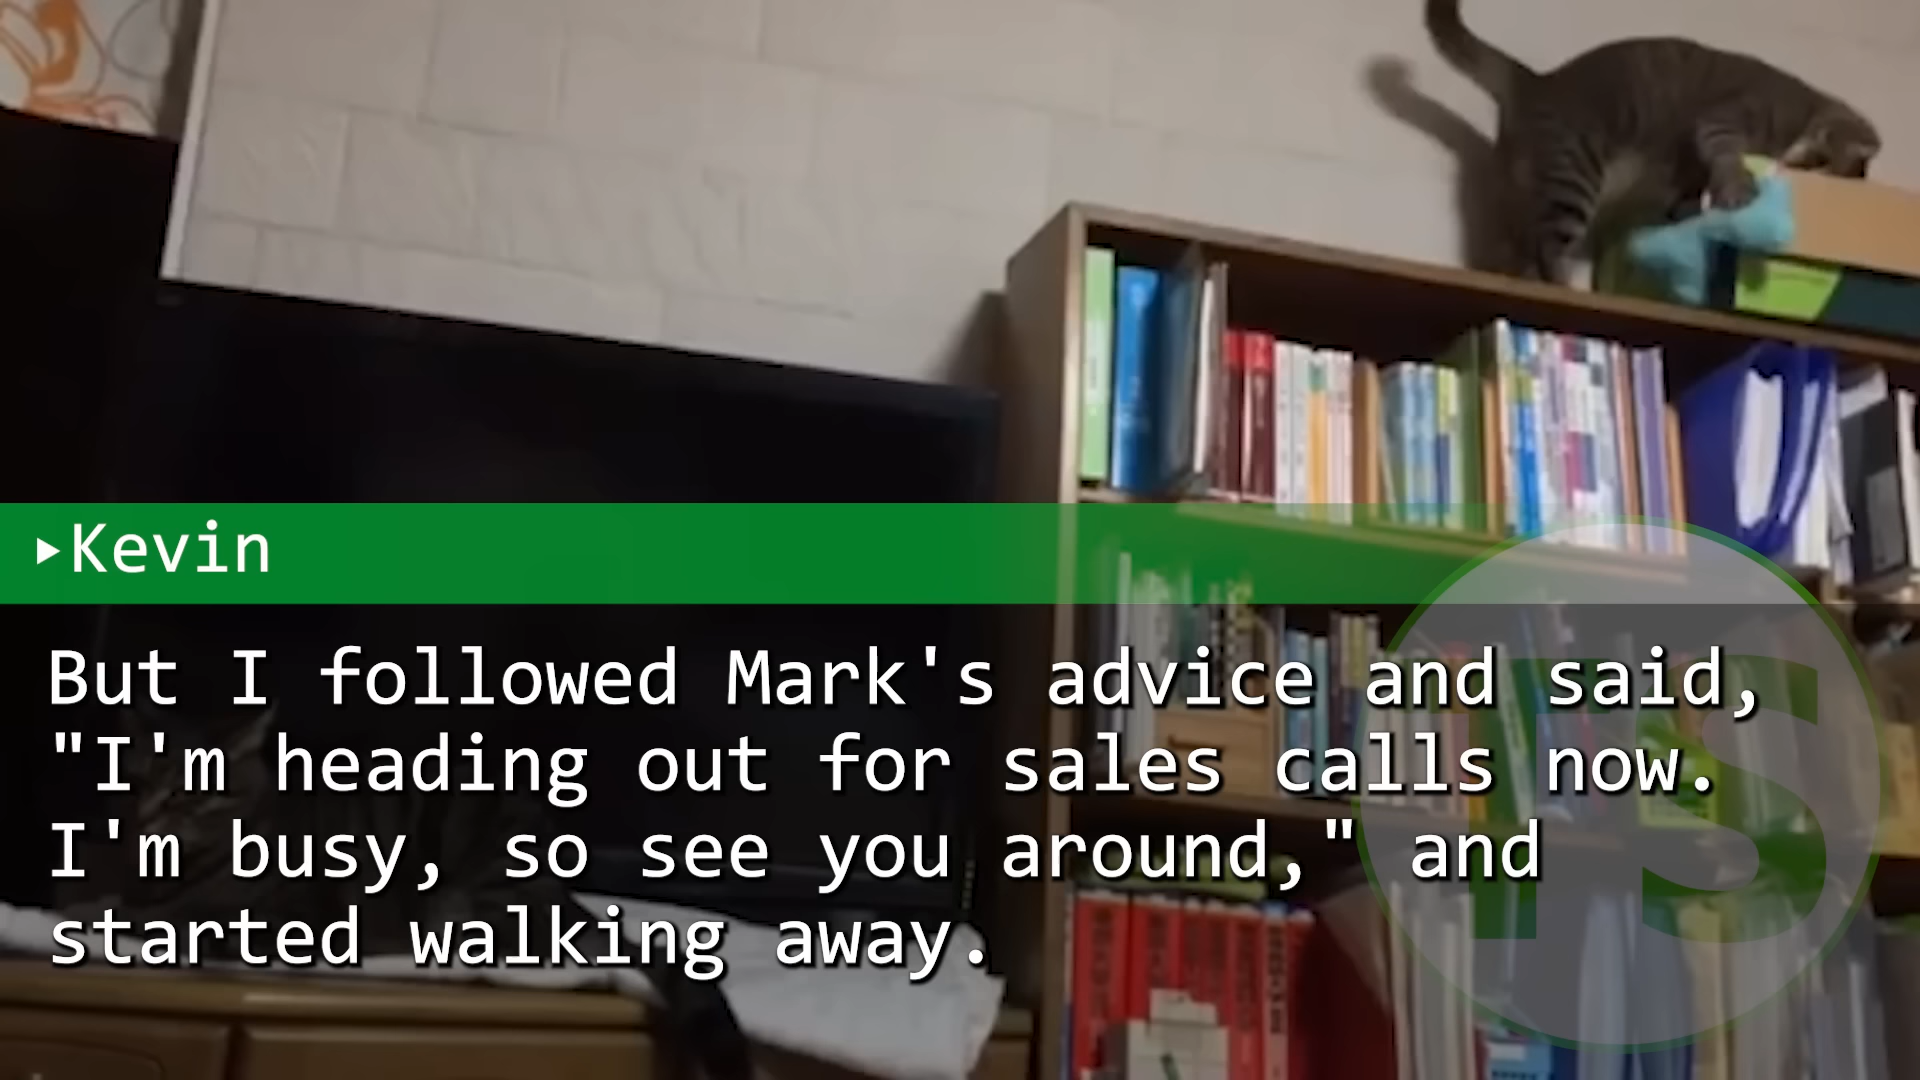 ▶Kevin
But I followed Mark's advice and said,
"I'm heading out for sales calls now.
I'm busy, so see you around," and
started walking away.
TS